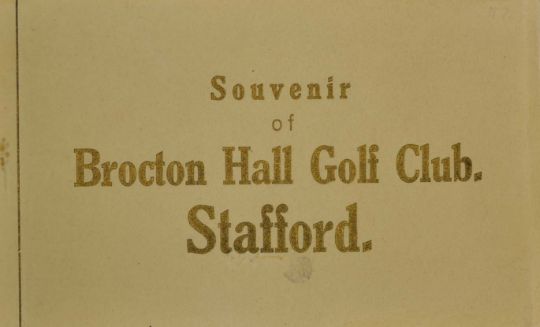 Souvenir
of
Brocton Hall Golf Club.
Stafford.